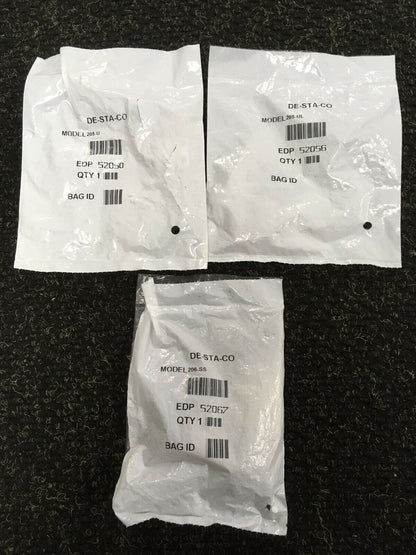 DE-STA-CO
MODEL 205-U
EDP 52050
QTY 1
BAG ID
DE-STA-CO
MODEL 205-UL
EDP 52056
QTY 1
BAG ID
DE-STA-CO
MODEL 206-SS
EDP 52067
QTY 1
BAG ID